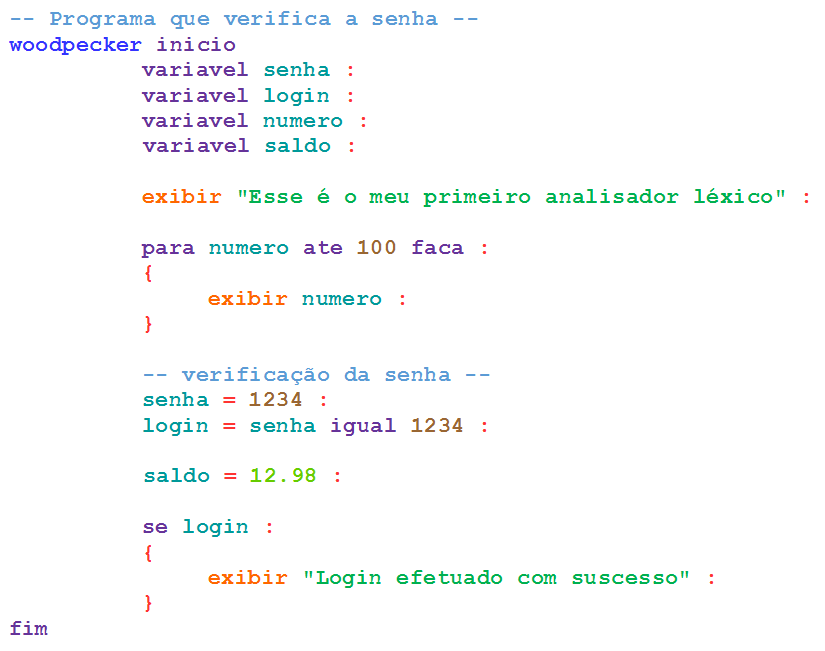 -- Programa que verifica a senha --
woodpecker inicio
variavel senha :
variavel login :
variavel numero :
variavel saldo :
exibir "Esse é o meu primeiro analisador léxico" :
para numero ate 100 faca :
{
exibir numero :
}
-- verificação da senha --
senha = 1234 :
login = senha igual 1234 :
saldo = 12.98 :
se login :
{
exibir "Login efetuado com suscesso" :
}
fim